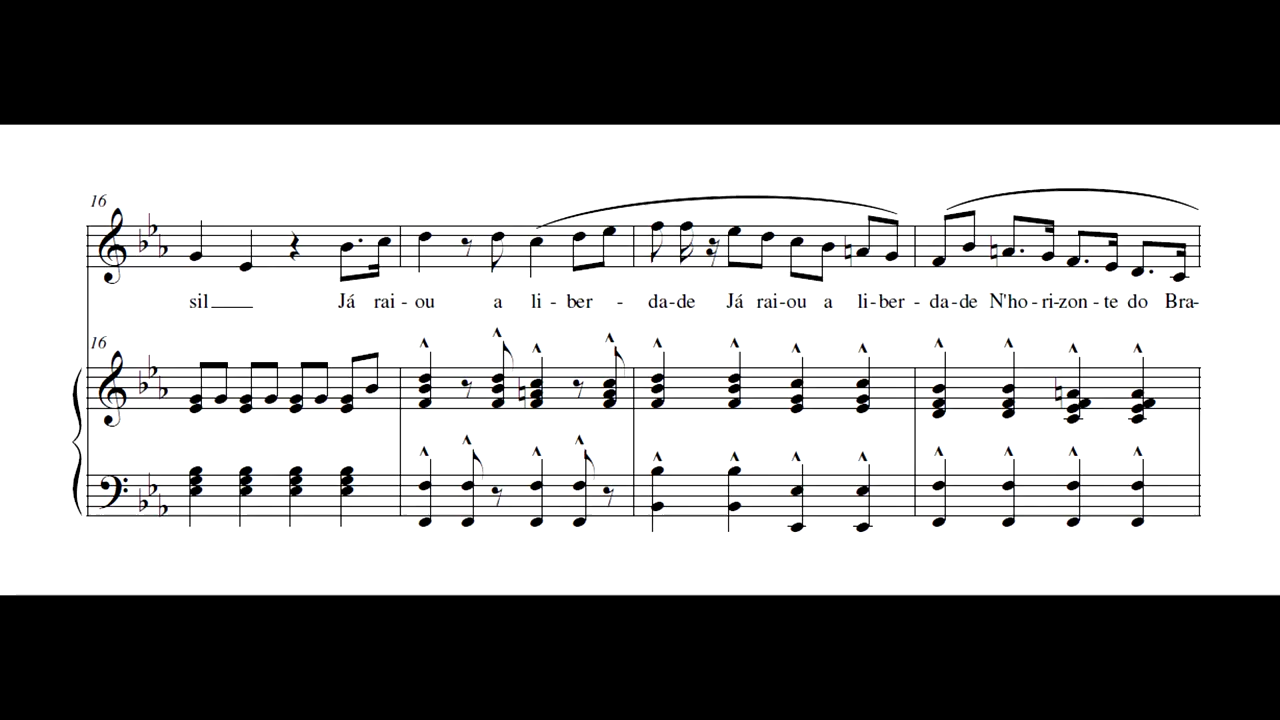 16
sil____ Já rai - ou a li - ber - da - de Já rai - ou a li - ber - da - de N'ho - ri - zon - te do Bra-
16